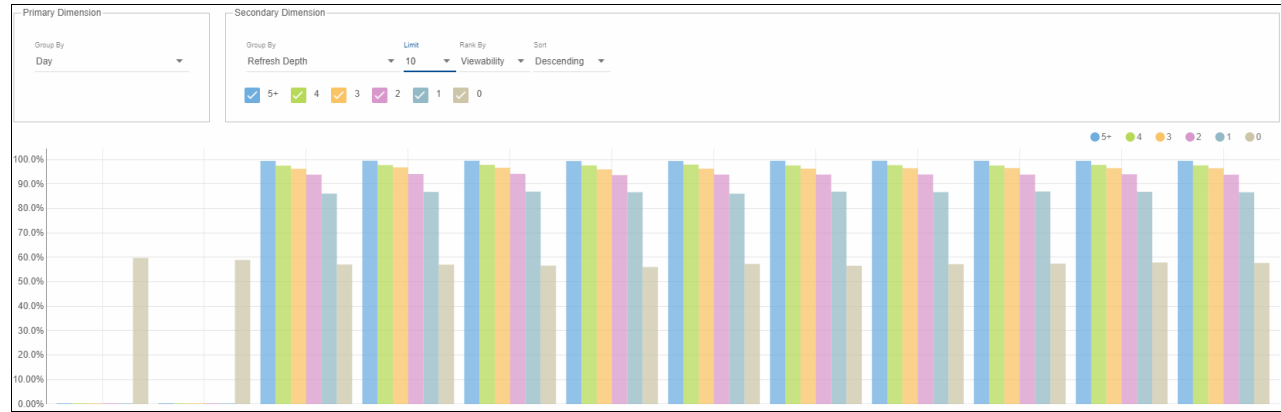 Primary Dimension
Secondary Dimension
Group By
Day
Group By
Limit
Rank By
Sort
Refresh Depth
10
Viewability
Descending
5+ 4 3 2 1 0
5+ 4 3 2 1 0
100.0%
90.0%
80.0%
70.0%
60.0%
50.0%
40.0%
30.0%
20.0%
10.00%
0.00%